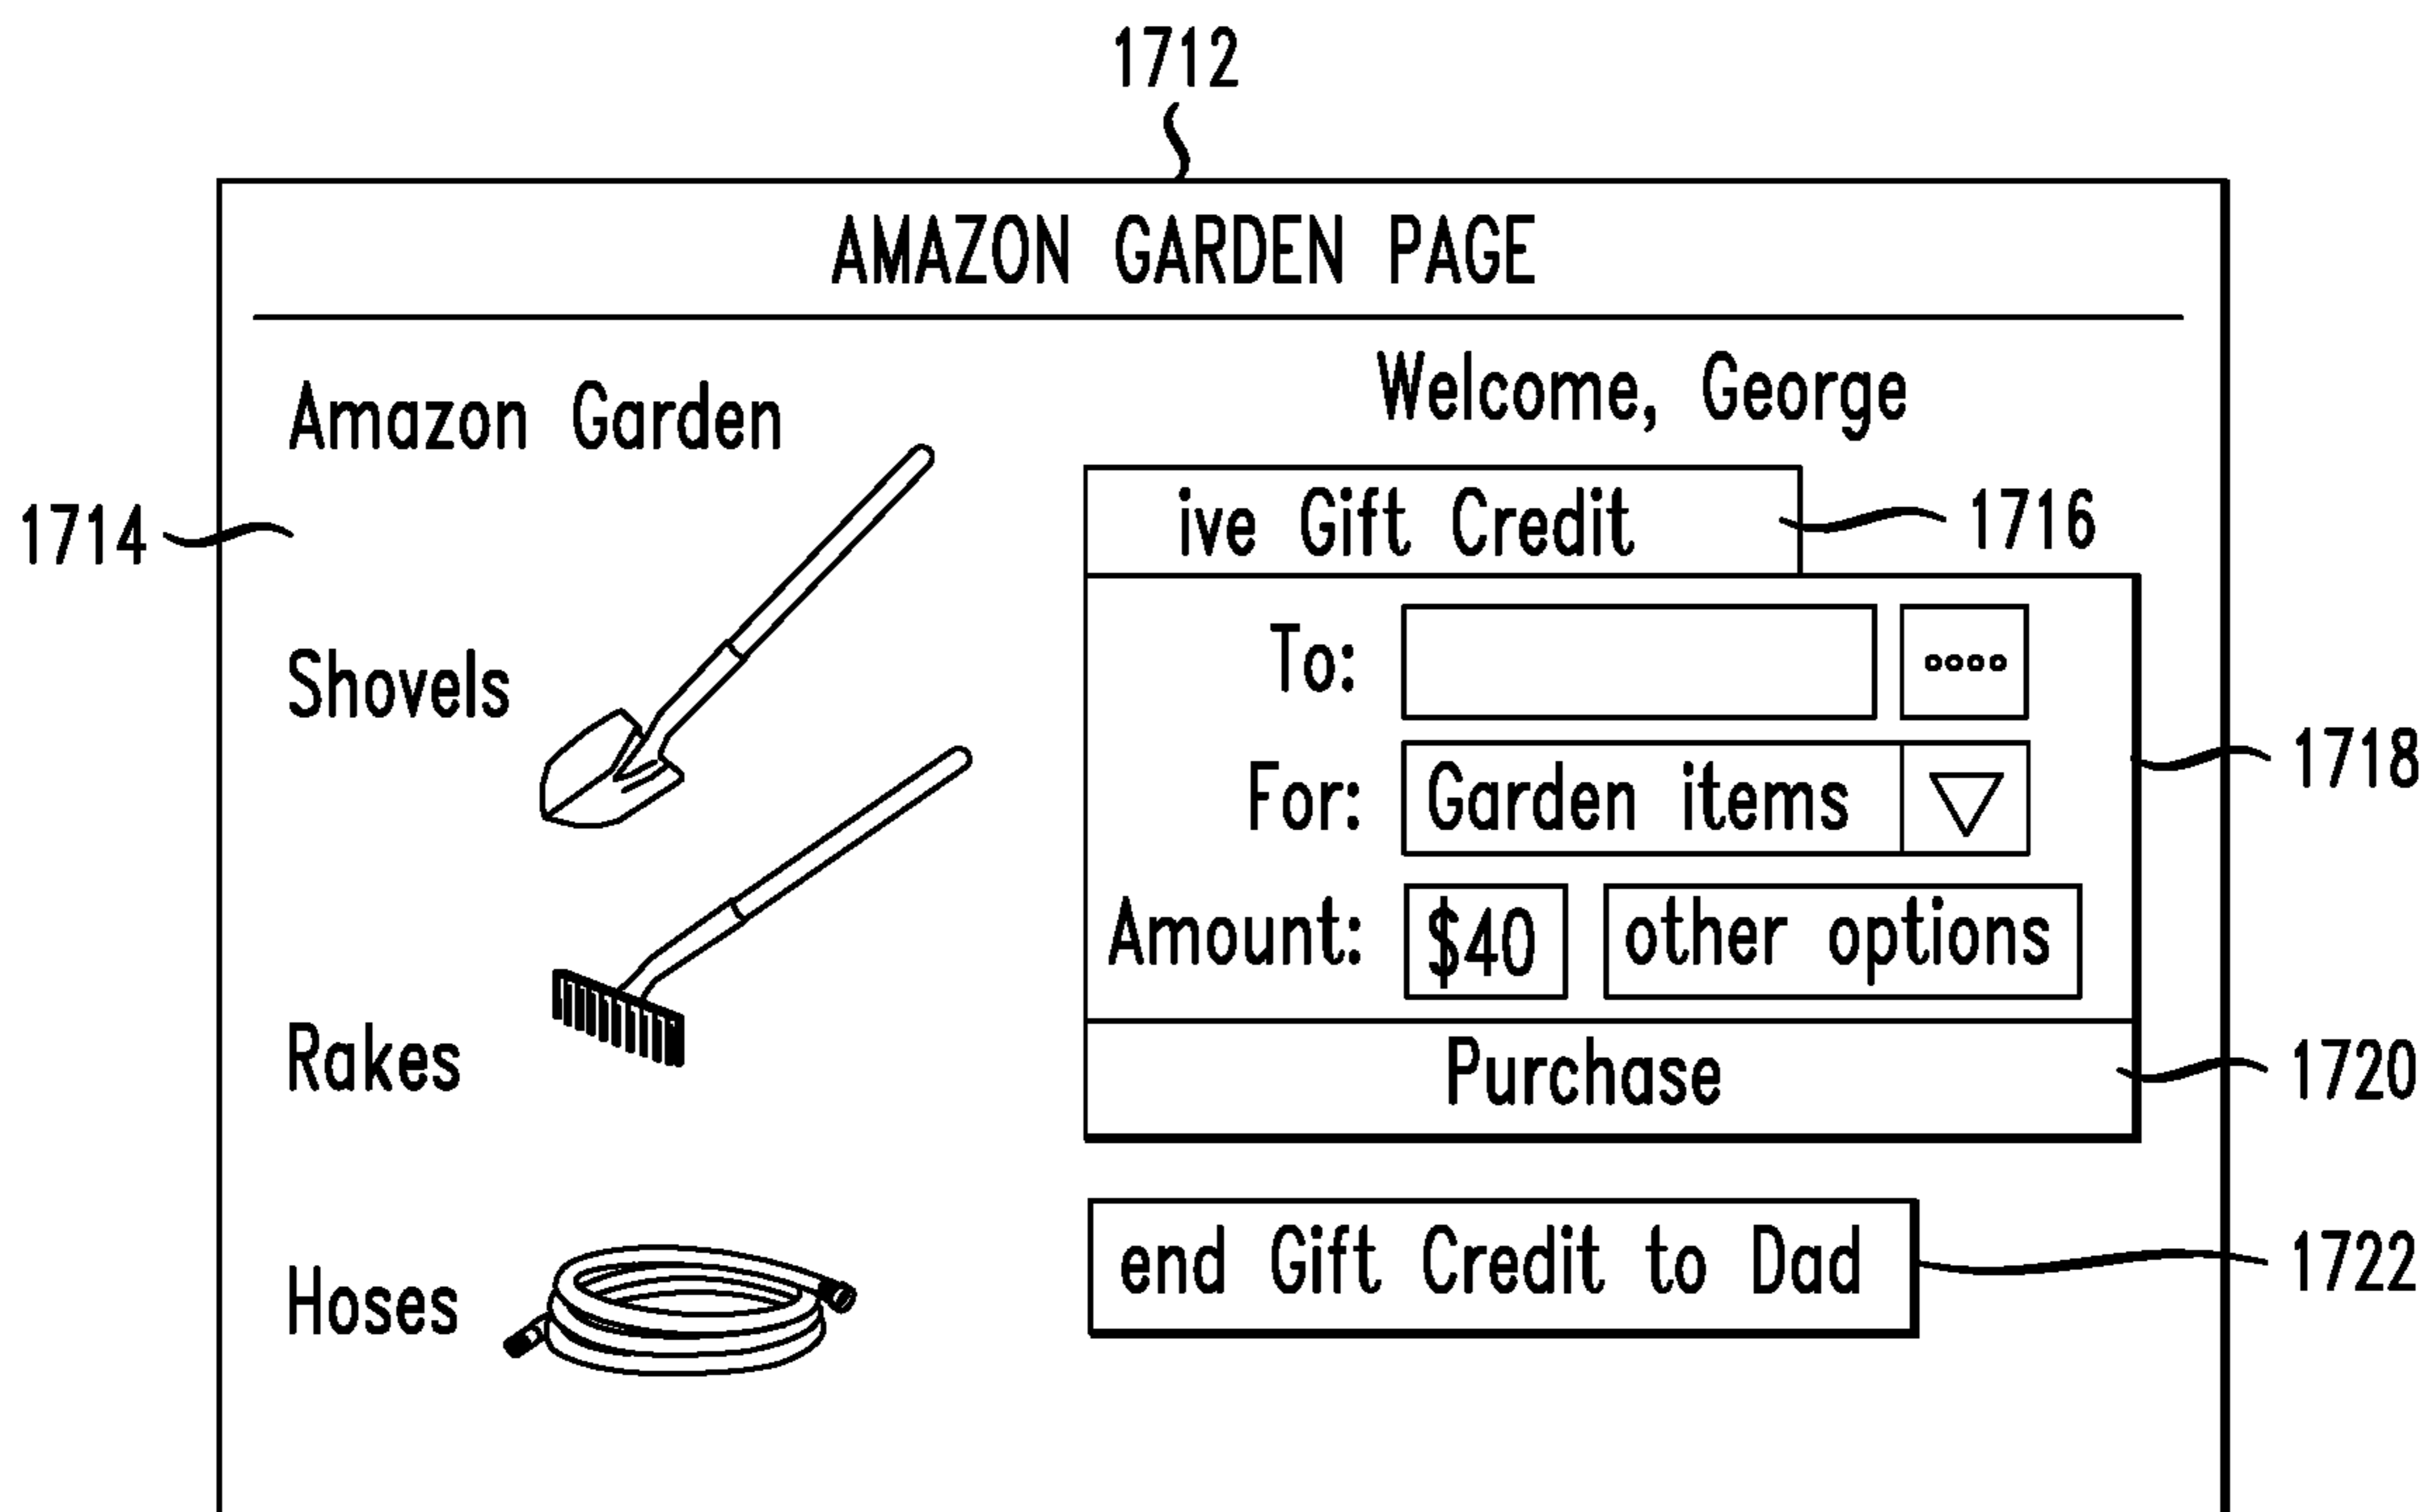 1712
AMAZON GARDEN PAGE
Amazon Garden
Welcome, George
1714
ive Gift Credit
1716
Shovels
To:
1718
For: Garden items
Amount: $40 other options
Rakes
Purchase
1720
Hoses
end Gift Credit to Dad
1722